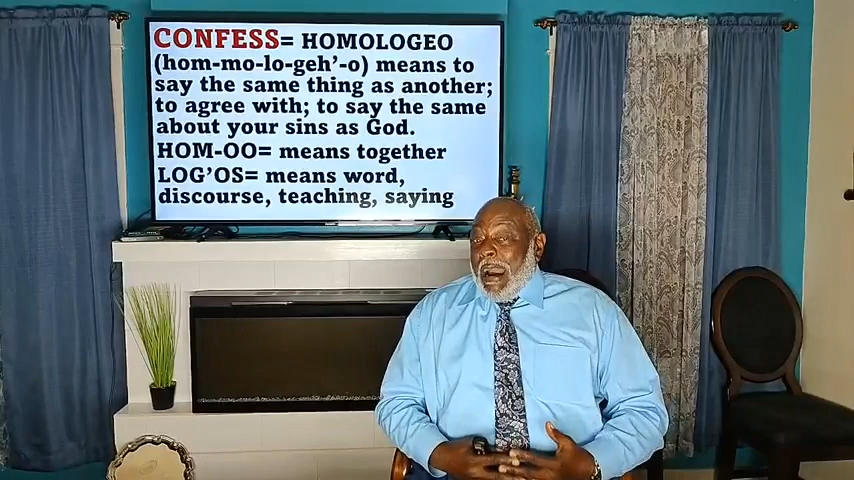 CONFESS= HOMOLOGEO
(hom-mo-lo-geh'-o) means to
say the same thing as another;
to agree with; to say the same
about your sins as God.
HOM-OO= means together
LOG'OS= means word,
discourse, teaching, saying